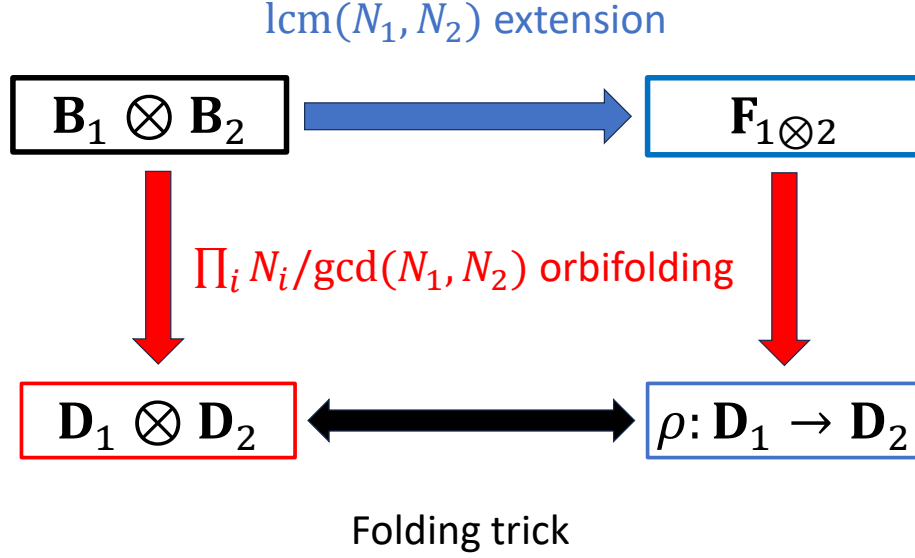 lcm(N₁, N₂) extension
B₁ ⊗ B₂
F₁⊗₂
∏ᵢ Nᵢ/gcd(N₁, N₂) orbifolding
D₁ ⊗ D₂
ρ: D₁ → D₂
Folding trick